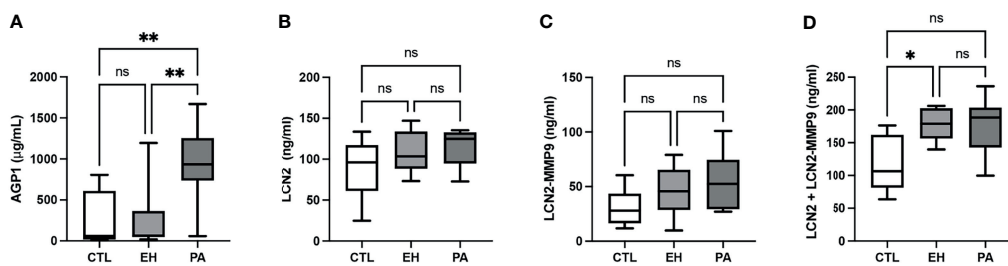 A
**
ns
**
2000
1500
1000
500
0
AGP1 (µg/mL)
CTL EH PA
B
ns
ns ns
200
150
100
50
0
LCN2 (ng/ml)
CTL EH PA
C
ns
ns ns
150
100
50
0
LCN2-MMP9 (ng/ml)
CTL EH PA
D
ns
* ns
250
200
150
100
50
0
LCN2 + LCN2-MMP9 (ng/ml)
CTL EH PA